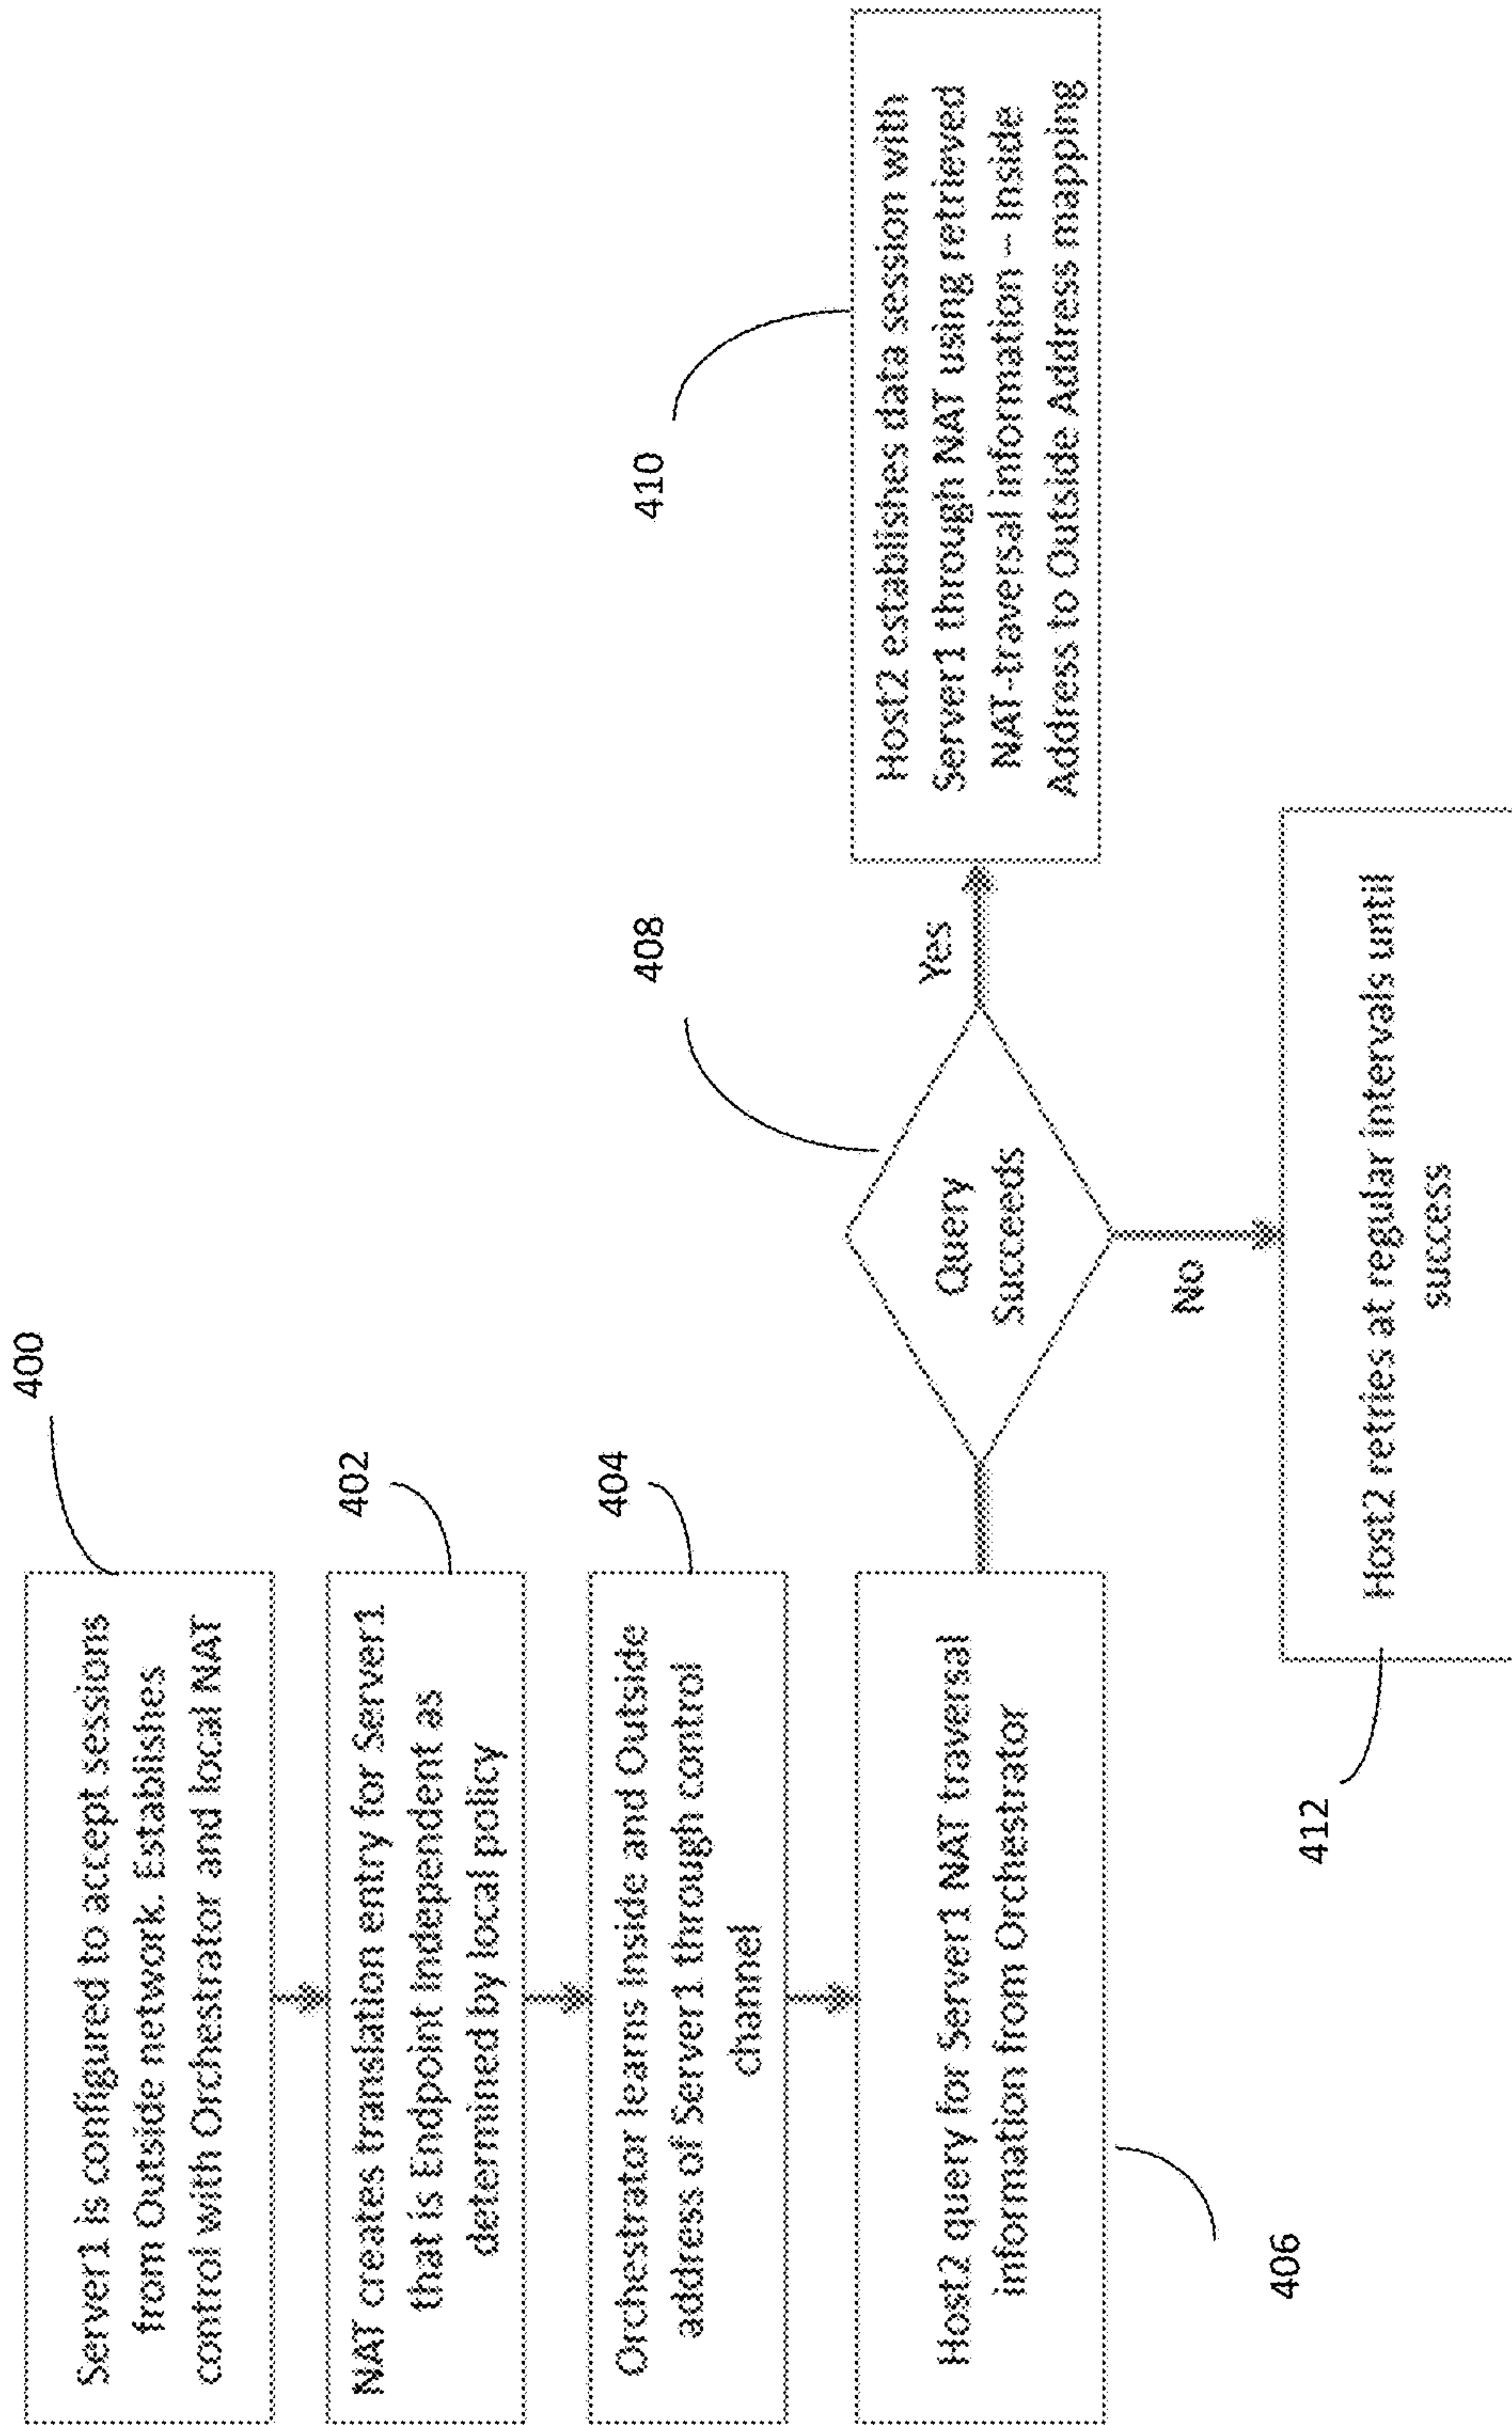 400
Server1 is configured to accept sessions
from Outside network. Establishes
control with Orchestrator and local NAT
402
NAT creates translation entry for Server1
that is Endpoint Independent as
determined by local policy
404
Orchestrator learns Inside and Outside
address of Server1 through control
channel
406
Host2 query for Server1 NAT traversal
information from Orchestrator
408
Query
Succeeds
Yes
No
410
Host2 establishes data session with
Server1 through NAT using retrieved
NAT-traversal information – Inside
Address to Outside Address mapping
412
Host2 retries at regular intervals until
success